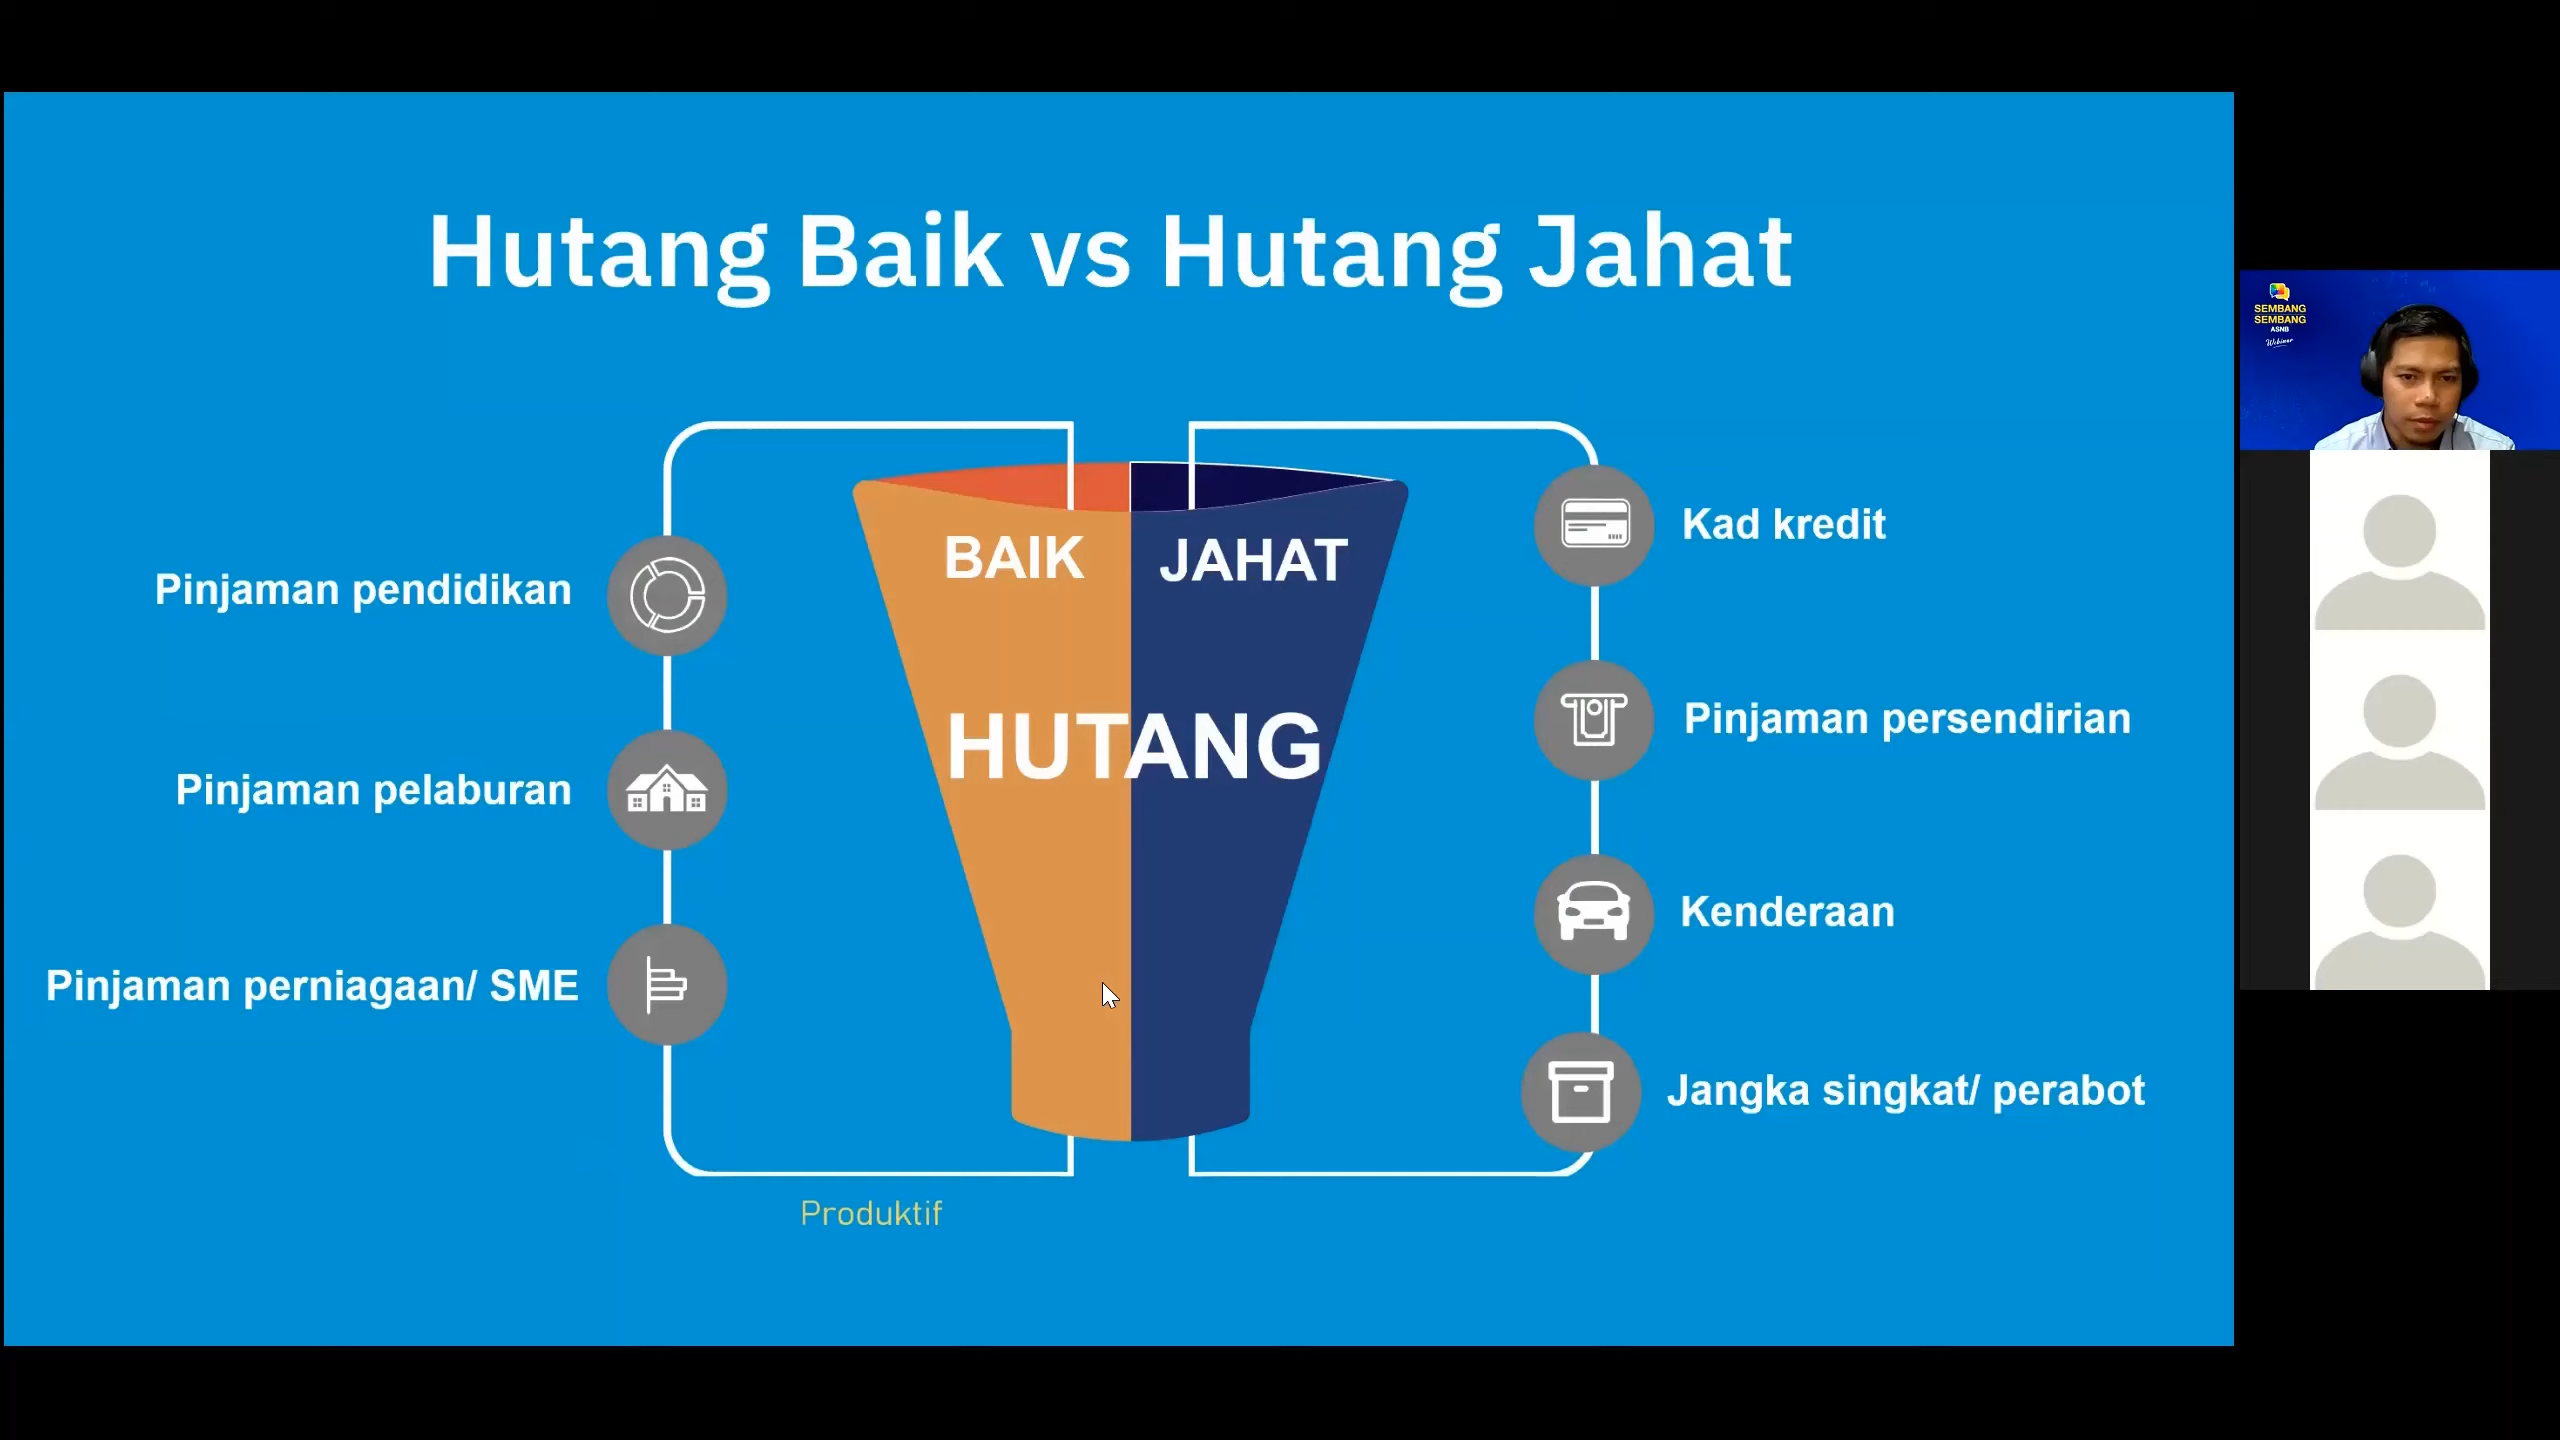 Hutang Baik vs Hutang Jahat
BAIK
JAHAT
HUTANG
Pinjaman pendidikan
Pinjaman pelaburan
Pinjaman perniagaan/ SME
Produktif
Kad kredit
Pinjaman persendirian
Kenderaan
Jangka singkat/ perabot
SEMBANG
SEMBANG
ASNB
Webinar